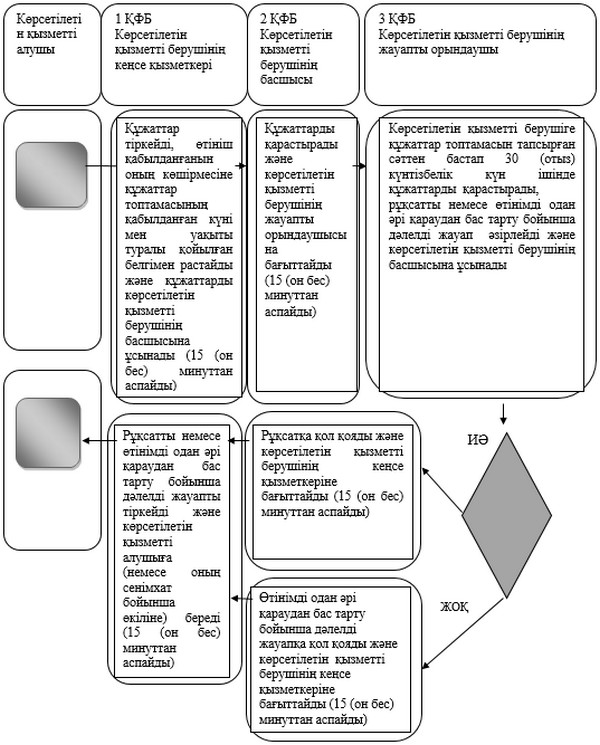 Көрсетілеті
н қызметті
алушы
1 ҚФБ
Көрсетілетін
қызметті берушінің
кеңсе қызметкері
2 ҚФБ
Көрсетілетін
қызметті
берушінің
басшысы
3 ҚФБ
Көрсетілетін қызметті берушінің
жауапты орындаушы
Құжаттар
тіркейді, өтініш
қабылданғанын
оның көшірмесіне
құжаттар
топтамасының
қабылданған күні
мен уақыты
туралы қойылған
белгімен растайды
және құжаттарды
көрсетілетін
қызметті
берушінің
басшысына
ұсынады (15 (он
бес) минуттан
аспайды)
Құжаттарды
қарастырады
және
көрсетілетін
қызметті
берушінің
жауапты
орындаушысы
на
бағыттайды
(15 (он бес)
минуттан
аспайды)
Көрсетілетін қызметті берушіге
құжаттар топтамасын тапсырған
сәттен бастап 30 (отыз)
күнтізбелік күн ішінде
құжаттарды қарастырады,
рұқсатты немесе өтінімді одан
әрі қараудан бас тарту бойынша
дәлелді жауап әзірлейді және
көрсетілетін қызметті берушінің
басшысына ұсынады
Рұқсатты немесе
өтінімді одан әрі
қараудан бас
тарту бойынша
дәлелді жауапты
тіркейді және
көрсетілетін
қызметті
алушыға
(немесе оның
сенімхат
бойынша
өкіліне) береді
(15 (он бес)
минуттан
аспайды)
Рұқсатқа қол қояды және
көрсетілетін қызметті
берушінің кеңсе
қызметкеріне
бағыттайды (15 (он бес)
минуттан аспайды)
ИӘ
ЖОҚ
Өтінімді одан әрі
қараудан бас тарту
бойынша дәлелді
жауапқа қол қояды және
көрсетілетін қызметті
берушінің кеңсе
қызметкеріне
бағыттайды (15 (он бес)
минуттан аспайды)